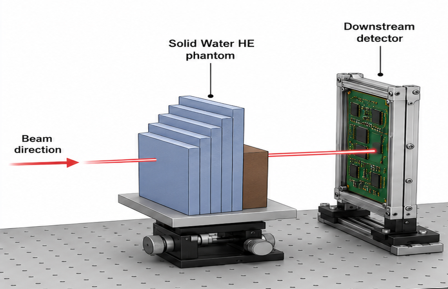 Solid Water HE
phantom
Downstream
detector
Beam
direction